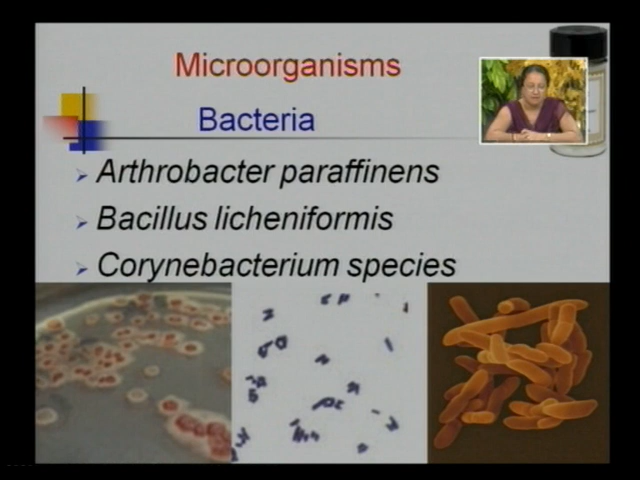 Microorganisms
Bacteria
Arthrobacter paraffinens
Bacillus licheniformis
Corynebacterium species